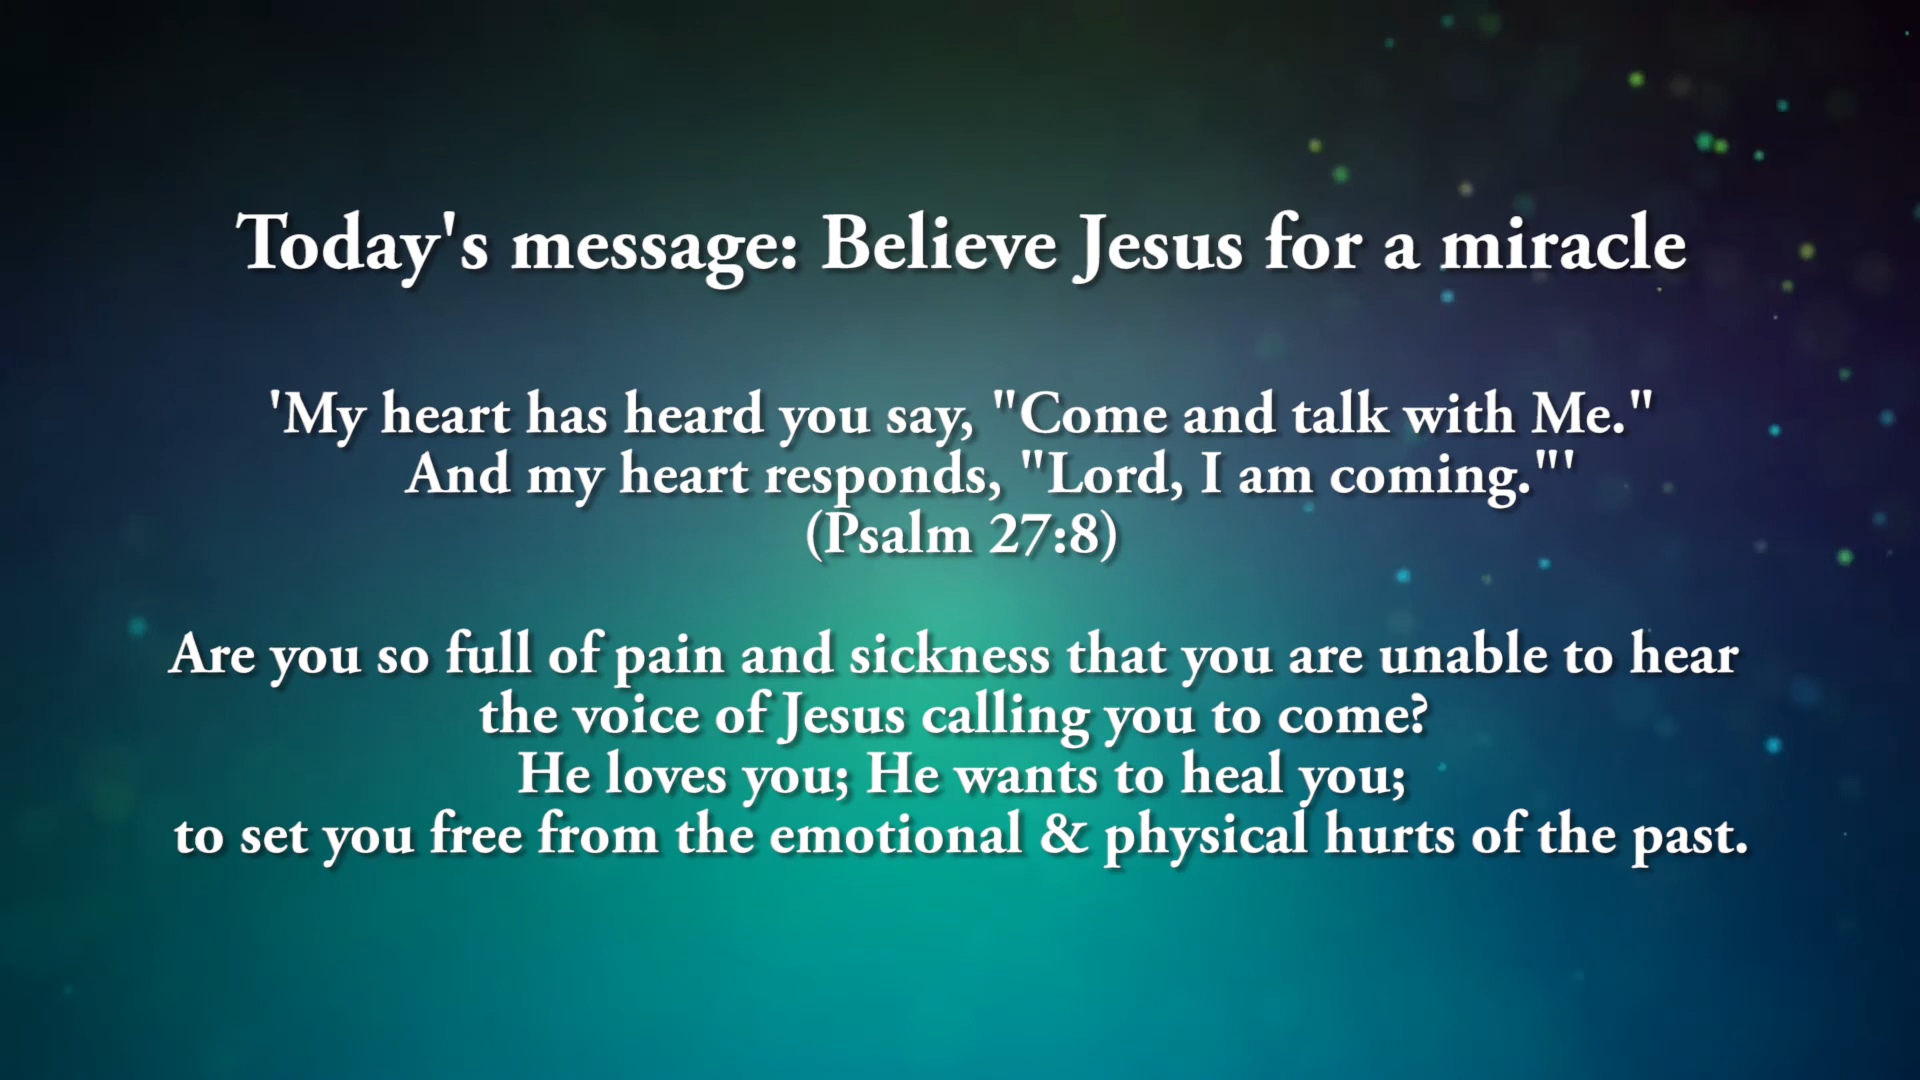 Today's message: Believe Jesus for a miracle
'My heart has heard you say, "Come and talk with Me."
And my heart responds, "Lord, I am coming."'
(Psalm 27:8)
Are you so full of pain and sickness that you are unable to hear
the voice of Jesus calling you to come?
He loves you; He wants to heal you;
to set you free from the emotional & physical hurts of the past.